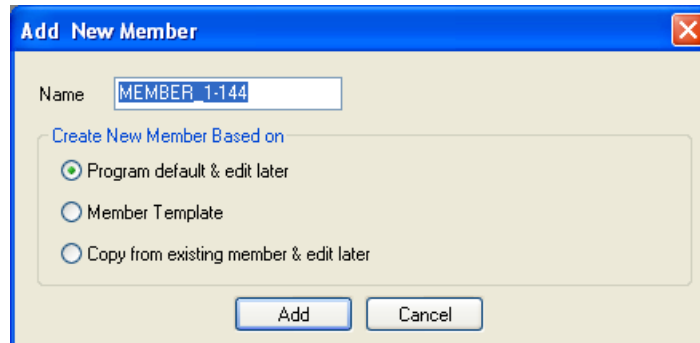 Add New Member
Name MEMBER_1-144
Create New Member Based on
Program default & edit later
Member Template
Copy from existing member & edit later
Add Cancel